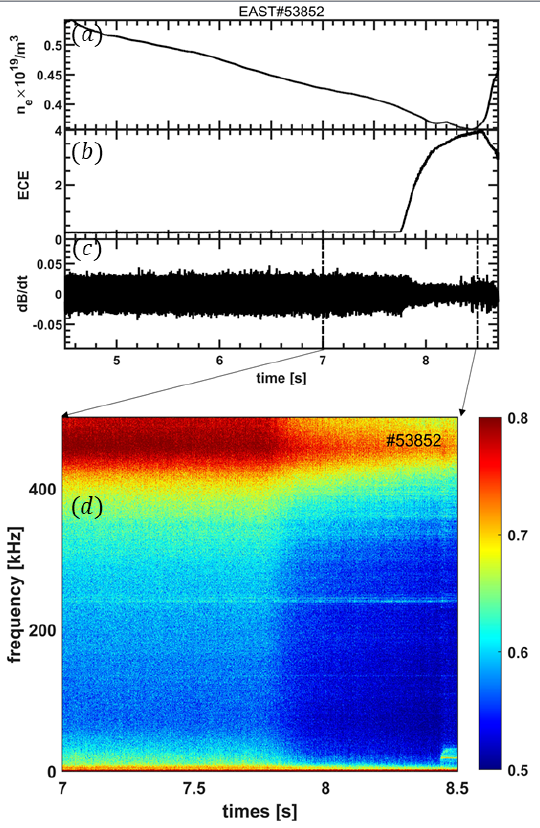 EAST#53852
(a)
n_e × 10^19/m^3
0.5
0.45
0.4
(b)
ECE
4
2
0
(c)
dB/dt
0.05
0
-0.05
5 6 7 8
time [s]
#53852
(d)
frequency [kHz]
400
200
0
7 7.5 8 8.5
times [s]
0.8
0.7
0.6
0.5